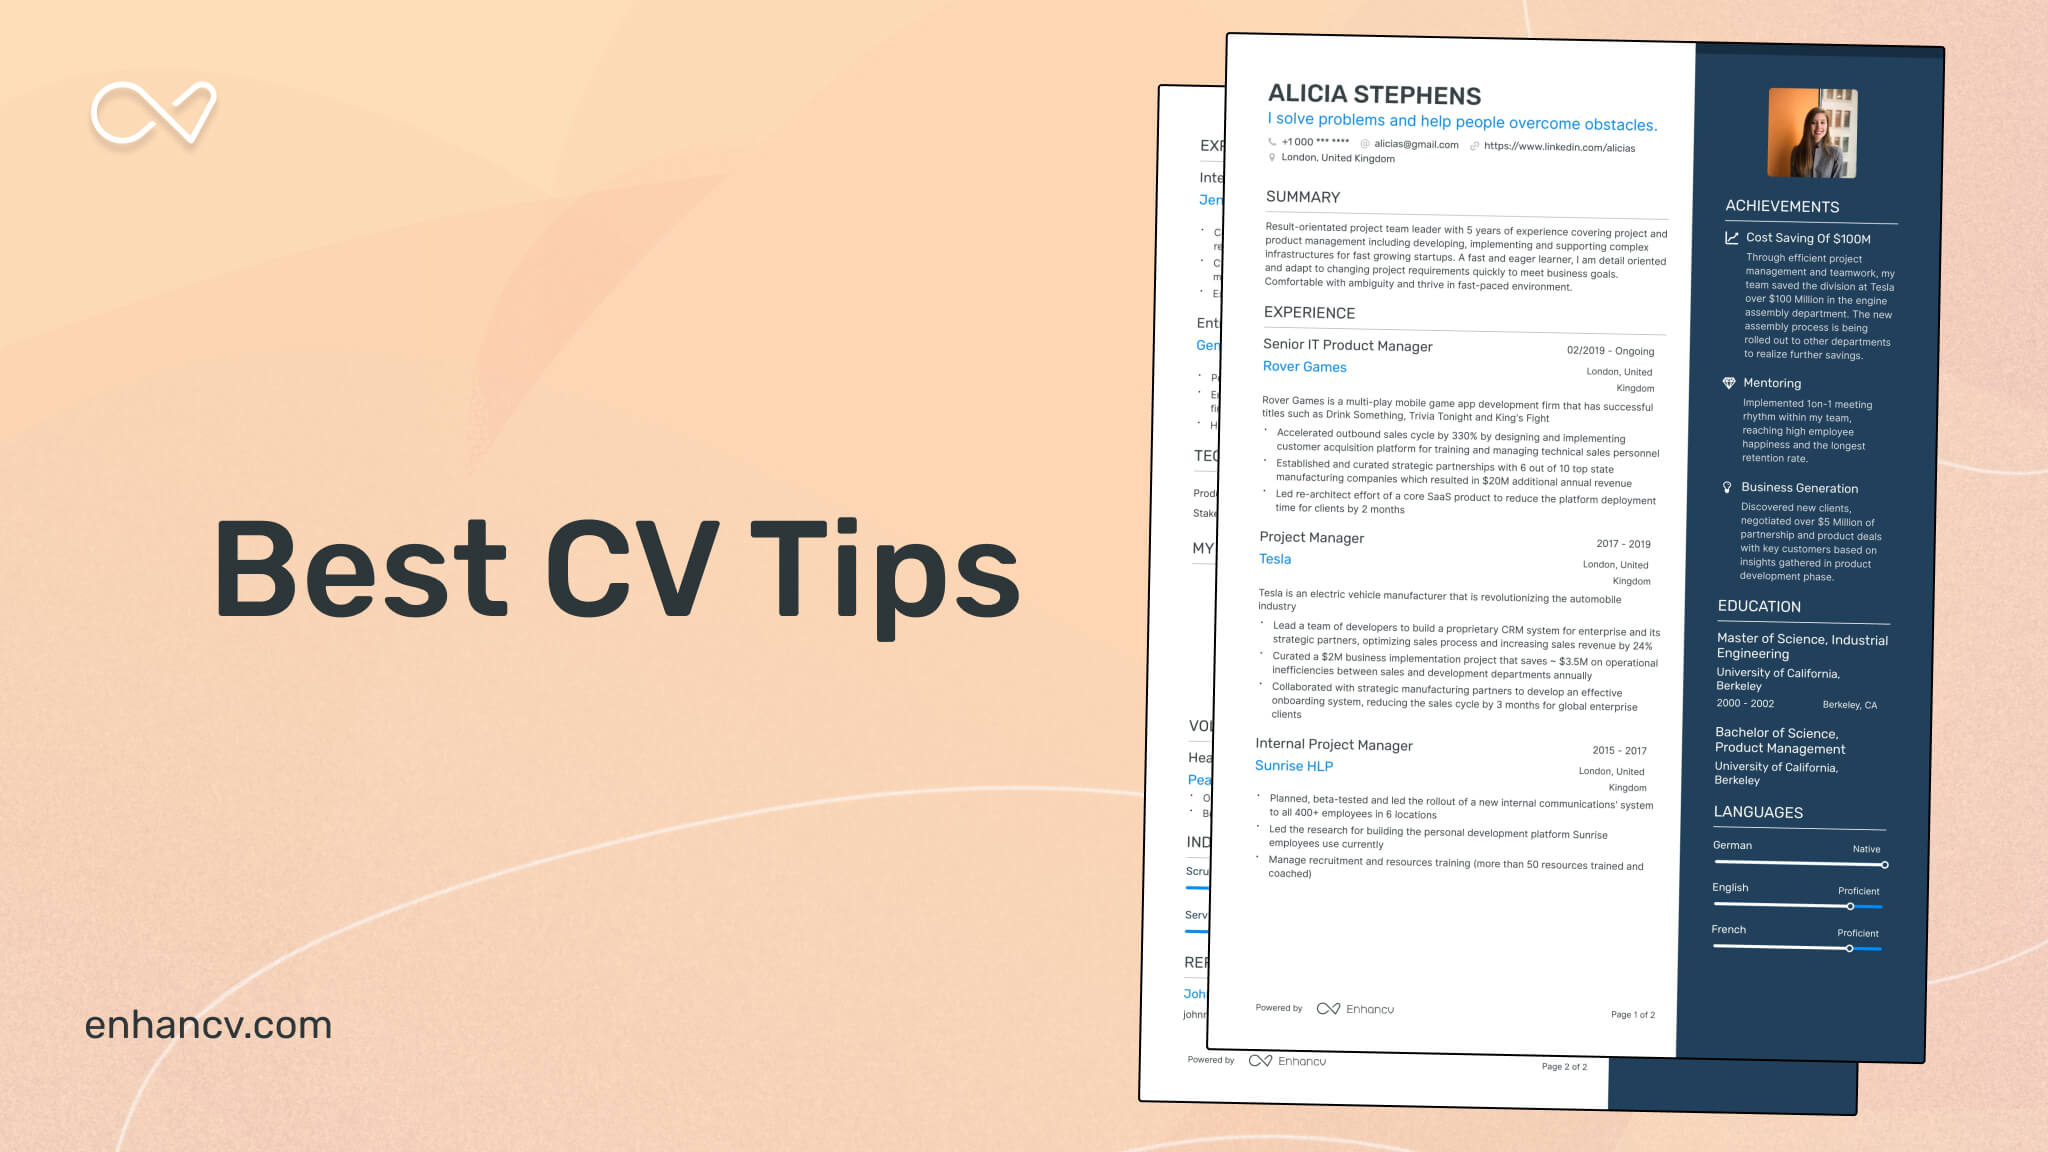 Best CV Tips
enhancv.com
ALICIA STEPHENS
I solve problems and help people overcome obstacles.
+1 000 *** **** @ alicias@gmail.com https://www.linkedin.com/alicias
London, United Kingdom
SUMMARY
Result-orientated project team leader with 5 years of experience covering project and
product management including developing, implementing and supporting complex
infrastructures for fast growing startups. A fast and eager learner, I am detail oriented
and adapt to changing project requirements quickly to meet business goals.
Comfortable with ambiguity and thrive in fast-paced environment.
EXPERIENCE
Senior IT Product Manager 02/2019 - Ongoing
Rover Games London, United
Kingdom
Rover Games is a multi-play mobile game app development firm that has successful
titles such as Drink Something, Trivia Tonight and King's Fight
· Accelerated outbound sales cycle by 330% by designing and implementing
customer acquisition platform for training and managing technical sales personnel
· Established and curated strategic partnerships with 6 out of 10 top state
manufacturing companies which resulted in $20M additional annual revenue
· Led re-architect effort of a core SaaS product to reduce the platform deployment
time for clients by 2 months
Project Manager 2017 - 2019
Tesla London, United
Kingdom
Tesla is an electric vehicle manufacturer that is revolutionizing the automobile
industry
· Lead a team of developers to build a proprietary CRM system for enterprise and its
strategic partners, optimizing sales process and increasing sales revenue by 24%
· Curated a $2M business implementation project that saves ~ $3.5M on operational
inefficiencies between sales and development departments annually
· Collaborated with strategic manufacturing partners to develop an effective
onboarding system, reducing the sales cycle by 3 months for global enterprise
clients
Internal Project Manager 2015 - 2017
Sunrise HLP London, United
Kingdom
· Planned, beta-tested and led the rollout of a new internal communications' system
to all 400+ employees in 6 locations
· Led the research for building the personal development platform Sunrise
employees use currently
· Manage recruitment and resources training (more than 50 resources trained and
coached)
Powered by Enhancv Page 1 of 2
ACHIEVEMENTS
Cost Saving Of $100M
Through efficient project
management and teamwork, my
team saved the division at Tesla
over $100 Million in the engine
assembly department. The new
assembly process is being
rolled out to other departments
to realize further savings.
Mentoring
Implemented 1on-1 meeting
rhythm within my team,
reaching high employee
happiness and the longest
retention rate.
Business Generation
Discovered new clients,
negotiated over $5 Million of
partnership and product deals
with key customers based on
insights gathered in product
development phase.
EDUCATION
Master of Science, Industrial
Engineering
University of California,
Berkeley
2000 - 2002 Berkeley, CA
Bachelor of Science,
Product Management
University of California,
Berkeley
LANGUAGES
German Native
English Proficient
French Proficient
MY
Powered by Enhancv Page 2 of 2